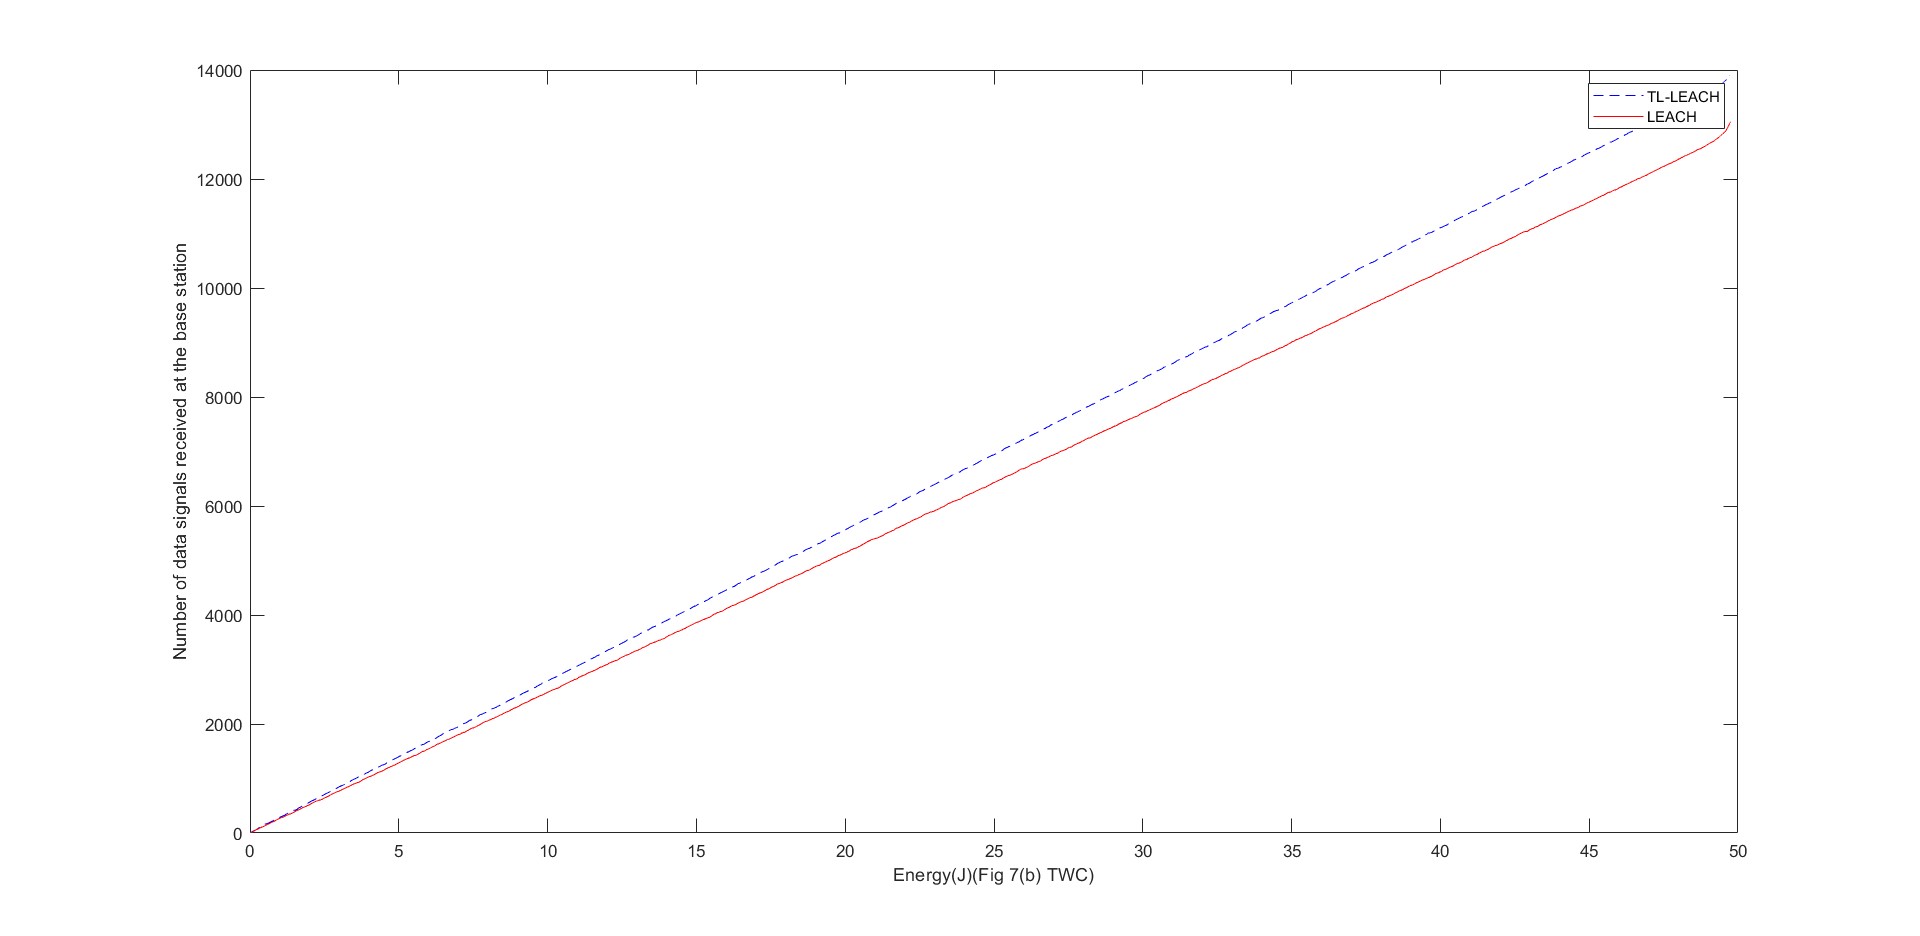 14000
12000
10000
8000
6000
4000
2000
0
Number of data signals received at the base station
TL-LEACH
LEACH
0 5 10 15 20 25 30 35 40 45 50
Energy(J)(Fig 7(b) TWC)